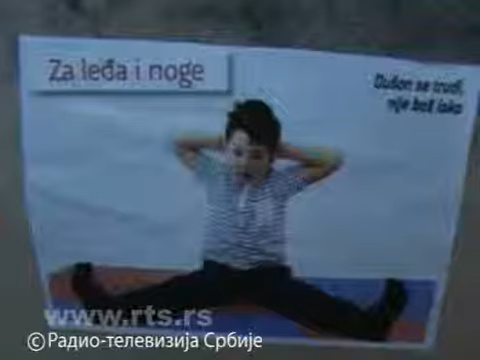 Za leđa i noge
Dušan se trudi,
nije baš lako
www.rts.rs
©Радио-телевизија Србије